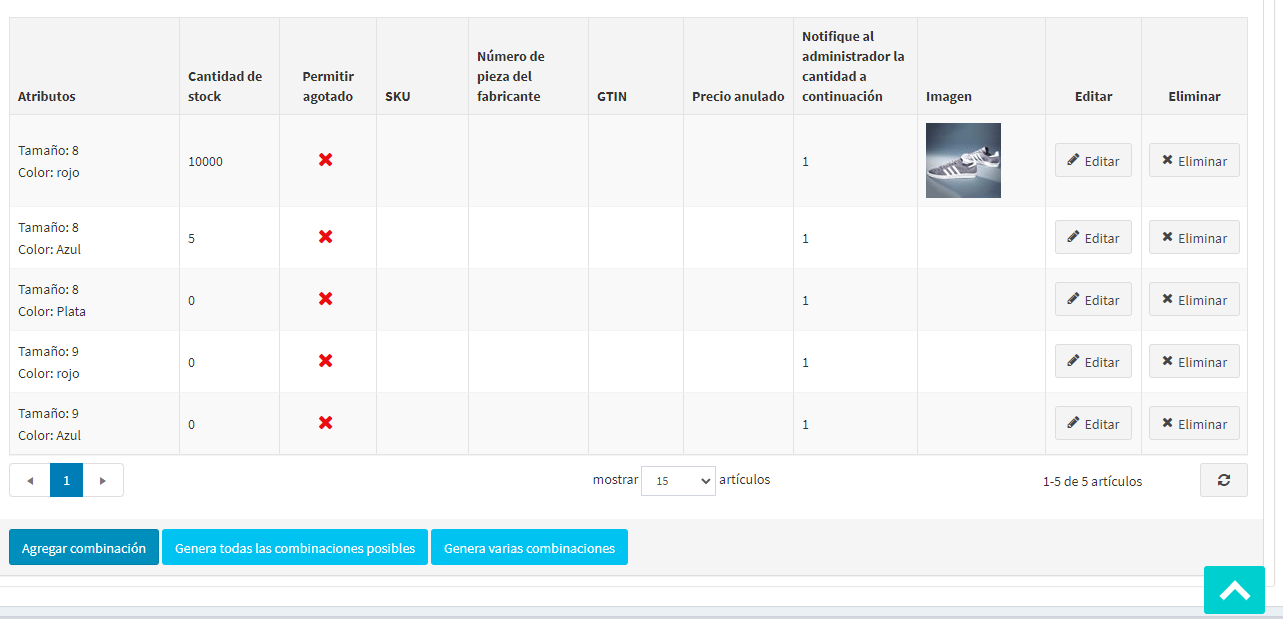 Atributos
Cantidad de
stock
Permitir
agotado
SKU
Número de
pieza del
fabricante
GTIN
Precio anulado
Notifique al
administrador la
cantidad a
continuación
Imagen
Editar
Eliminar
Tamaño: 8
Color: rojo
10000
1
Editar
Eliminar
Tamaño: 8
Color: Azul
5
1
Editar
Eliminar
Tamaño: 8
Color: Plata
0
1
Editar
Eliminar
Tamaño: 9
Color: rojo
0
1
Editar
Eliminar
Tamaño: 9
Color: Azul
0
1
Editar
Eliminar
1
mostrar 15 artículos
1-5 de 5 artículos
Agregar combinación
Genera todas las combinaciones posibles
Genera varias combinaciones